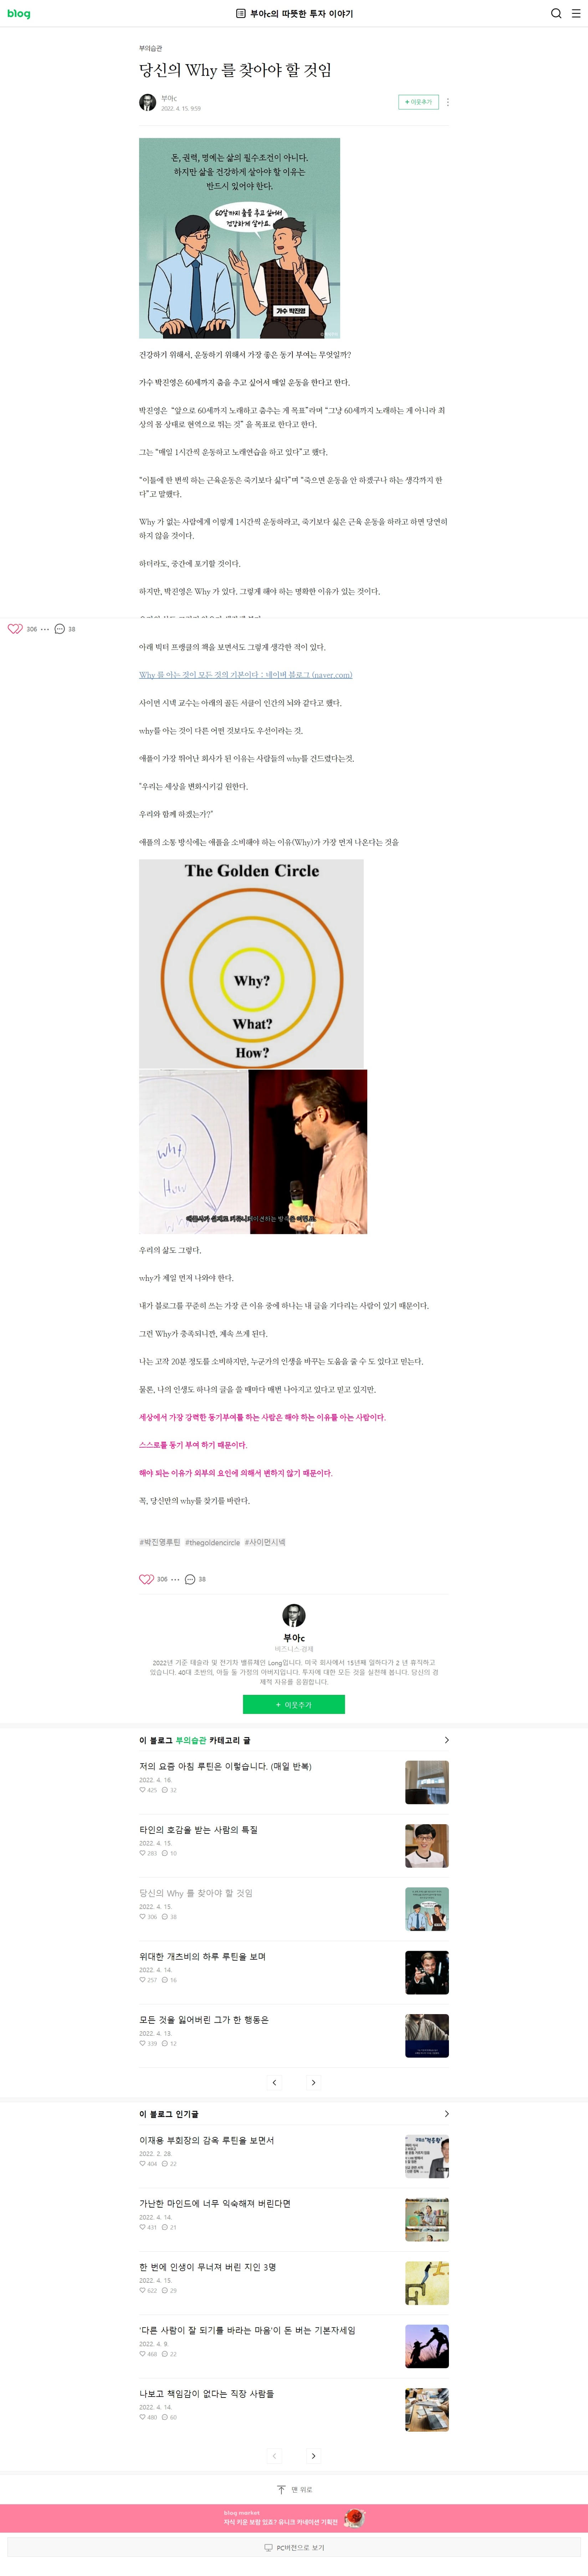 blog
부아c의 따뜻한 투자 이야기
부의습관
당신의 Why 를 찾아야 할 것임
부아c
2022. 4. 15. 9:59
+ 이웃추가
돈, 권력, 명예는 삶의 필수조건이 아니다.
하지만 삶을 건강하게 살아야 할 이유는
반드시 있어야 한다.
60살까지 춤을 추고 싶어서
건강하게 살아요.
가수 박진영
건강하기 위해서, 운동하기 위해서 가장 좋은 동기 부여는 무엇일까?
가수 박진영은 60세까지 춤을 추고 싶어서 매일 운동을 한다고 한다.
박진영은 “앞으로 60세까지 노래하고 춤추는 게 목표”라며 “그냥 60세까지 노래하는 게 아니라 최
상의 몸 상태로 현역으로 뛰는 것” 을 목표로 한다고 한다.
그는 “매일 1시간씩 운동하고 노래연습을 하고 있다”고 했다.
“이틀에 한 번씩 하는 근육운동은 죽기보다 싫다”며 “죽으면 운동을 안 하겠구나 하는 생각까지 한
다”고 말했다.
Why 가 없는 사람에게 이렇게 1시간씩 운동하라고, 죽기보다 싫은 근육 운동을 하라고 하면 당연히
하지 않을 것이다.
하더라도, 중간에 포기할 것이다.
하지만, 박진영은 Why 가 있다. 그렇게 해야 하는 명확한 이유가 있는 것이다.
306 ••• 38
아래 빅터 프랭클의 책을 보면서도 그렇게 생각한 적이 있다.
Why 를 아는 것이 모든 것의 기본이다 : 네이버 블로그 (naver.com)
사이먼 시넥 교수는 아래의 골든 서클이 인간의 뇌와 같다고 했다.
why를 아는 것이 다른 어떤 것보다도 우선이라는 것.
애플이 가장 뛰어난 회사가 된 이유는 사람들의 why를 건드렸다는것.
"우리는 세상을 변화시키길 원한다.
우리와 함께 하겠는가?"
애플의 소통 방식에는 애플을 소비해야 하는 이유(Why)가 가장 먼저 나온다는 것을
The Golden Circle
Why?
What?
How?
우리의 삶도 그렇다.
why가 제일 먼저 나와야 한다.
내가 블로그를 꾸준히 쓰는 가장 큰 이유 중에 하나는 내 글을 기다리는 사람이 있기 때문이다.
그런 Why가 충족되니깐, 계속 쓰게 된다.
나는 고작 20분 정도를 소비하지만, 누군가의 인생을 바꾸는 도움을 줄 수 도 있다고 믿는다.
물론, 나의 인생도 하나의 글을 쓸 때마다 매번 나아지고 있다고 믿고 있지만.
세상에서 가장 강력한 동기부여를 하는 사람은 해야 하는 이유를 아는 사람이다.
스스로를 동기 부여 하기 때문이다.
해야 되는 이유가 외부의 요인에 의해서 변하지 않기 때문이다.
꼭, 당신만의 why를 찾기를 바란다.
#박진영루틴 #thegoldencircle #사이먼시넥
306 ••• 38
부아c
비즈니스·경제
2022년 기준 테슬라 및 전기차 밸류체인 Long입니다. 미국 회사에서 15년째 일하다가 2 년 휴직하고
있습니다. 40대 초반의, 아들 둘 가정의 아버지입니다. 투자에 대한 모든 것을 실전해 봅니다. 당신의 경
제적 자유를 응원합니다.
+ 이웃추가
이 블로그 부의습관 카테고리 글
저의 요즘 아침 루틴은 이렇습니다. (매일 반복)
2022. 4. 16.
425 32
타인의 호감을 받는 사람의 특질
2022. 4. 15.
283 10
당신의 Why 를 찾아야 할 것임
2022. 4. 15.
306 38
위대한 개츠비의 하루 루틴을 보며
2022. 4. 14.
257 16
모든 것을 잃어버린 그가 한 행동은
2022. 4. 13.
339 12
이 블로그 인기글
이재용 부회장의 감옥 루틴을 보면서
2022. 2. 28.
404 22
가난한 마인드에 너무 익숙해져 버린다면
2022. 4. 14.
431 21
한 번에 인생이 무너져 버린 지인 3명
2022. 4. 15.
622 29
'다른 사람이 잘 되기를 바라는 마음'이 돈 버는 기본자세임
2022. 4. 9.
468 22
나보고 책임감이 없다는 직장 사람들
2022. 4. 14.
480 60
맨 위로
blog market
자식 키운 보람 있죠? 유니크 카네이션 기획전
PC버전으로 보기